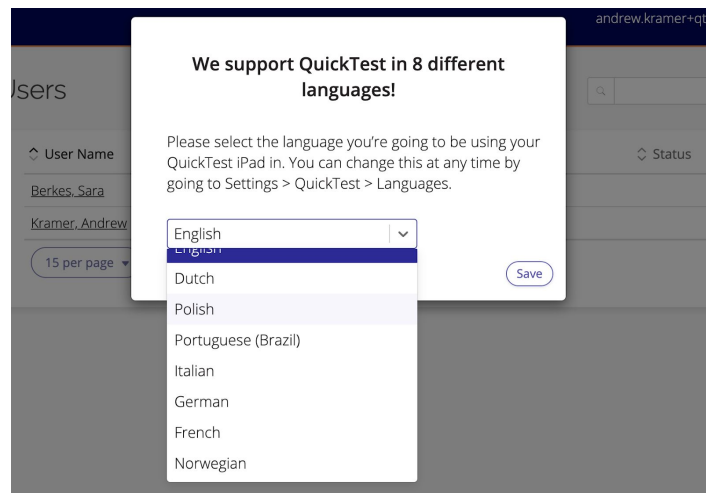 andrew.kramer+qt
We support QuickTest in 8 different
languages!
Users
Please select the language you’re going to be using your
QuickTest iPad in. You can change this at any time by
going to Settings > QuickTest > Languages.
User Name
Status
Berkes, Sara
Kramer, Andrew
15 per page
English
English
Dutch
Polish
Portuguese (Brazil)
Italian
German
French
Norwegian
Save